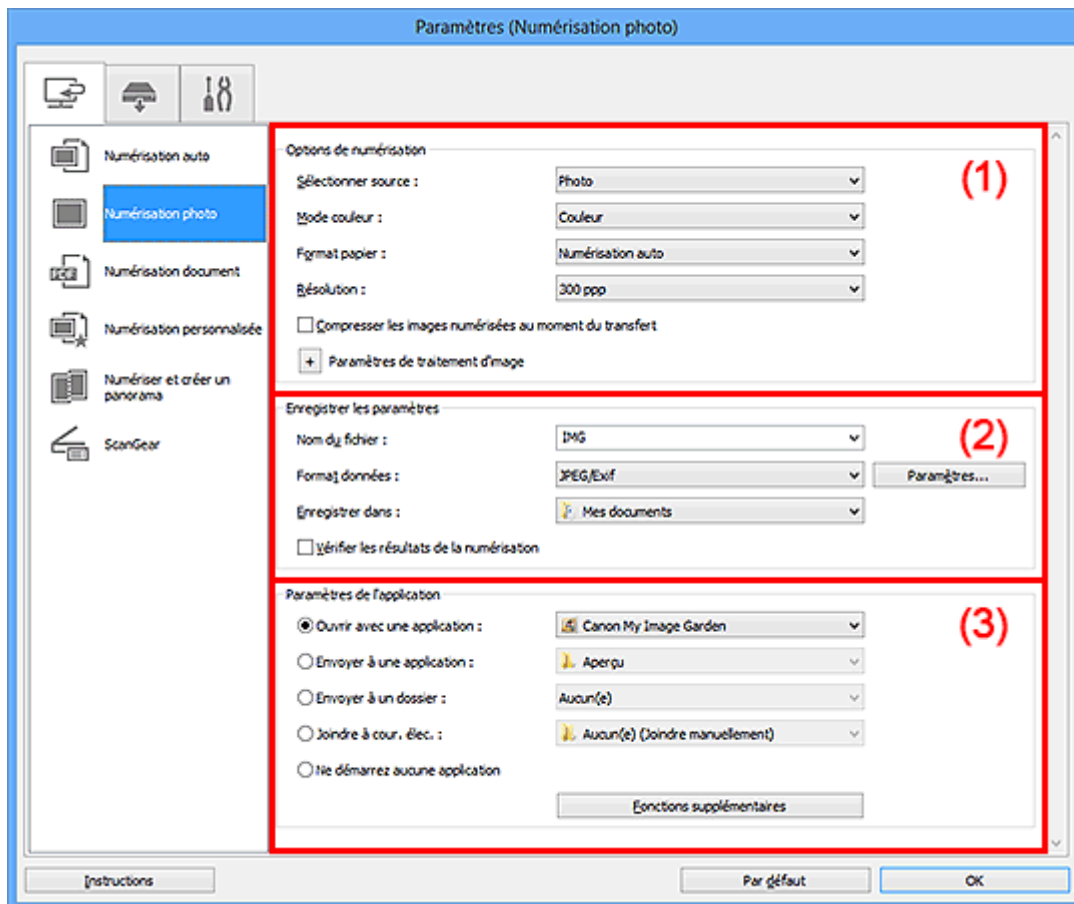 Paramètres (Numérisation photo)
Numérisation auto
Numérisation photo
Numérisation document
Numérisation personnalisée
Numériser et créer un
panorama
ScanGear
Options de numérisation
(1)
Sélectionner source : Photo
Mode couleur : Couleur
Format papier : Numérisation auto
Résolution : 300 ppp
Compresser les images numérisées au moment du transfert
+ Paramètres de traitement d'image
Enregistrer les paramètres
(2)
Nom du fichier : IMG
Format données : JPEG/Exif Paramètres...
Enregistrer dans : Mes documents
Vérifier les résultats de la numérisation
Paramètres de l'application
(3)
Ouvrir avec une application : Canon My Image Garden
Envoyer à une application : Aperçu
Envoyer à un dossier : Aucun(e)
Joindre à cour. élec. : Aucun(e) (Joindre manuellement)
Ne démarrez aucune application
Fonctions supplémentaires
Instructions Par défaut OK